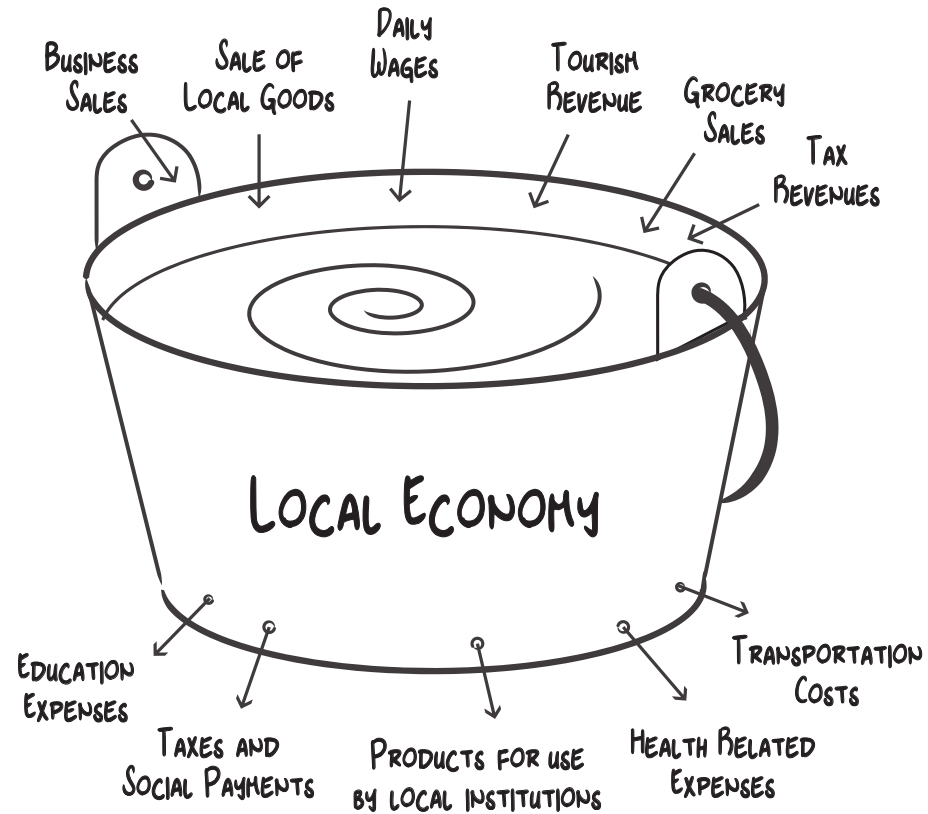 Daily
Wages
Business
Sales
Sale of
Local Goods
Tourism
Revenue
Grocery
Sales
Tax
Revenues
Local Economy
Education
Expenses
Taxes and
Social Payments
Products for use
by local institutions
Health Related
Expenses
Transportation
Costs